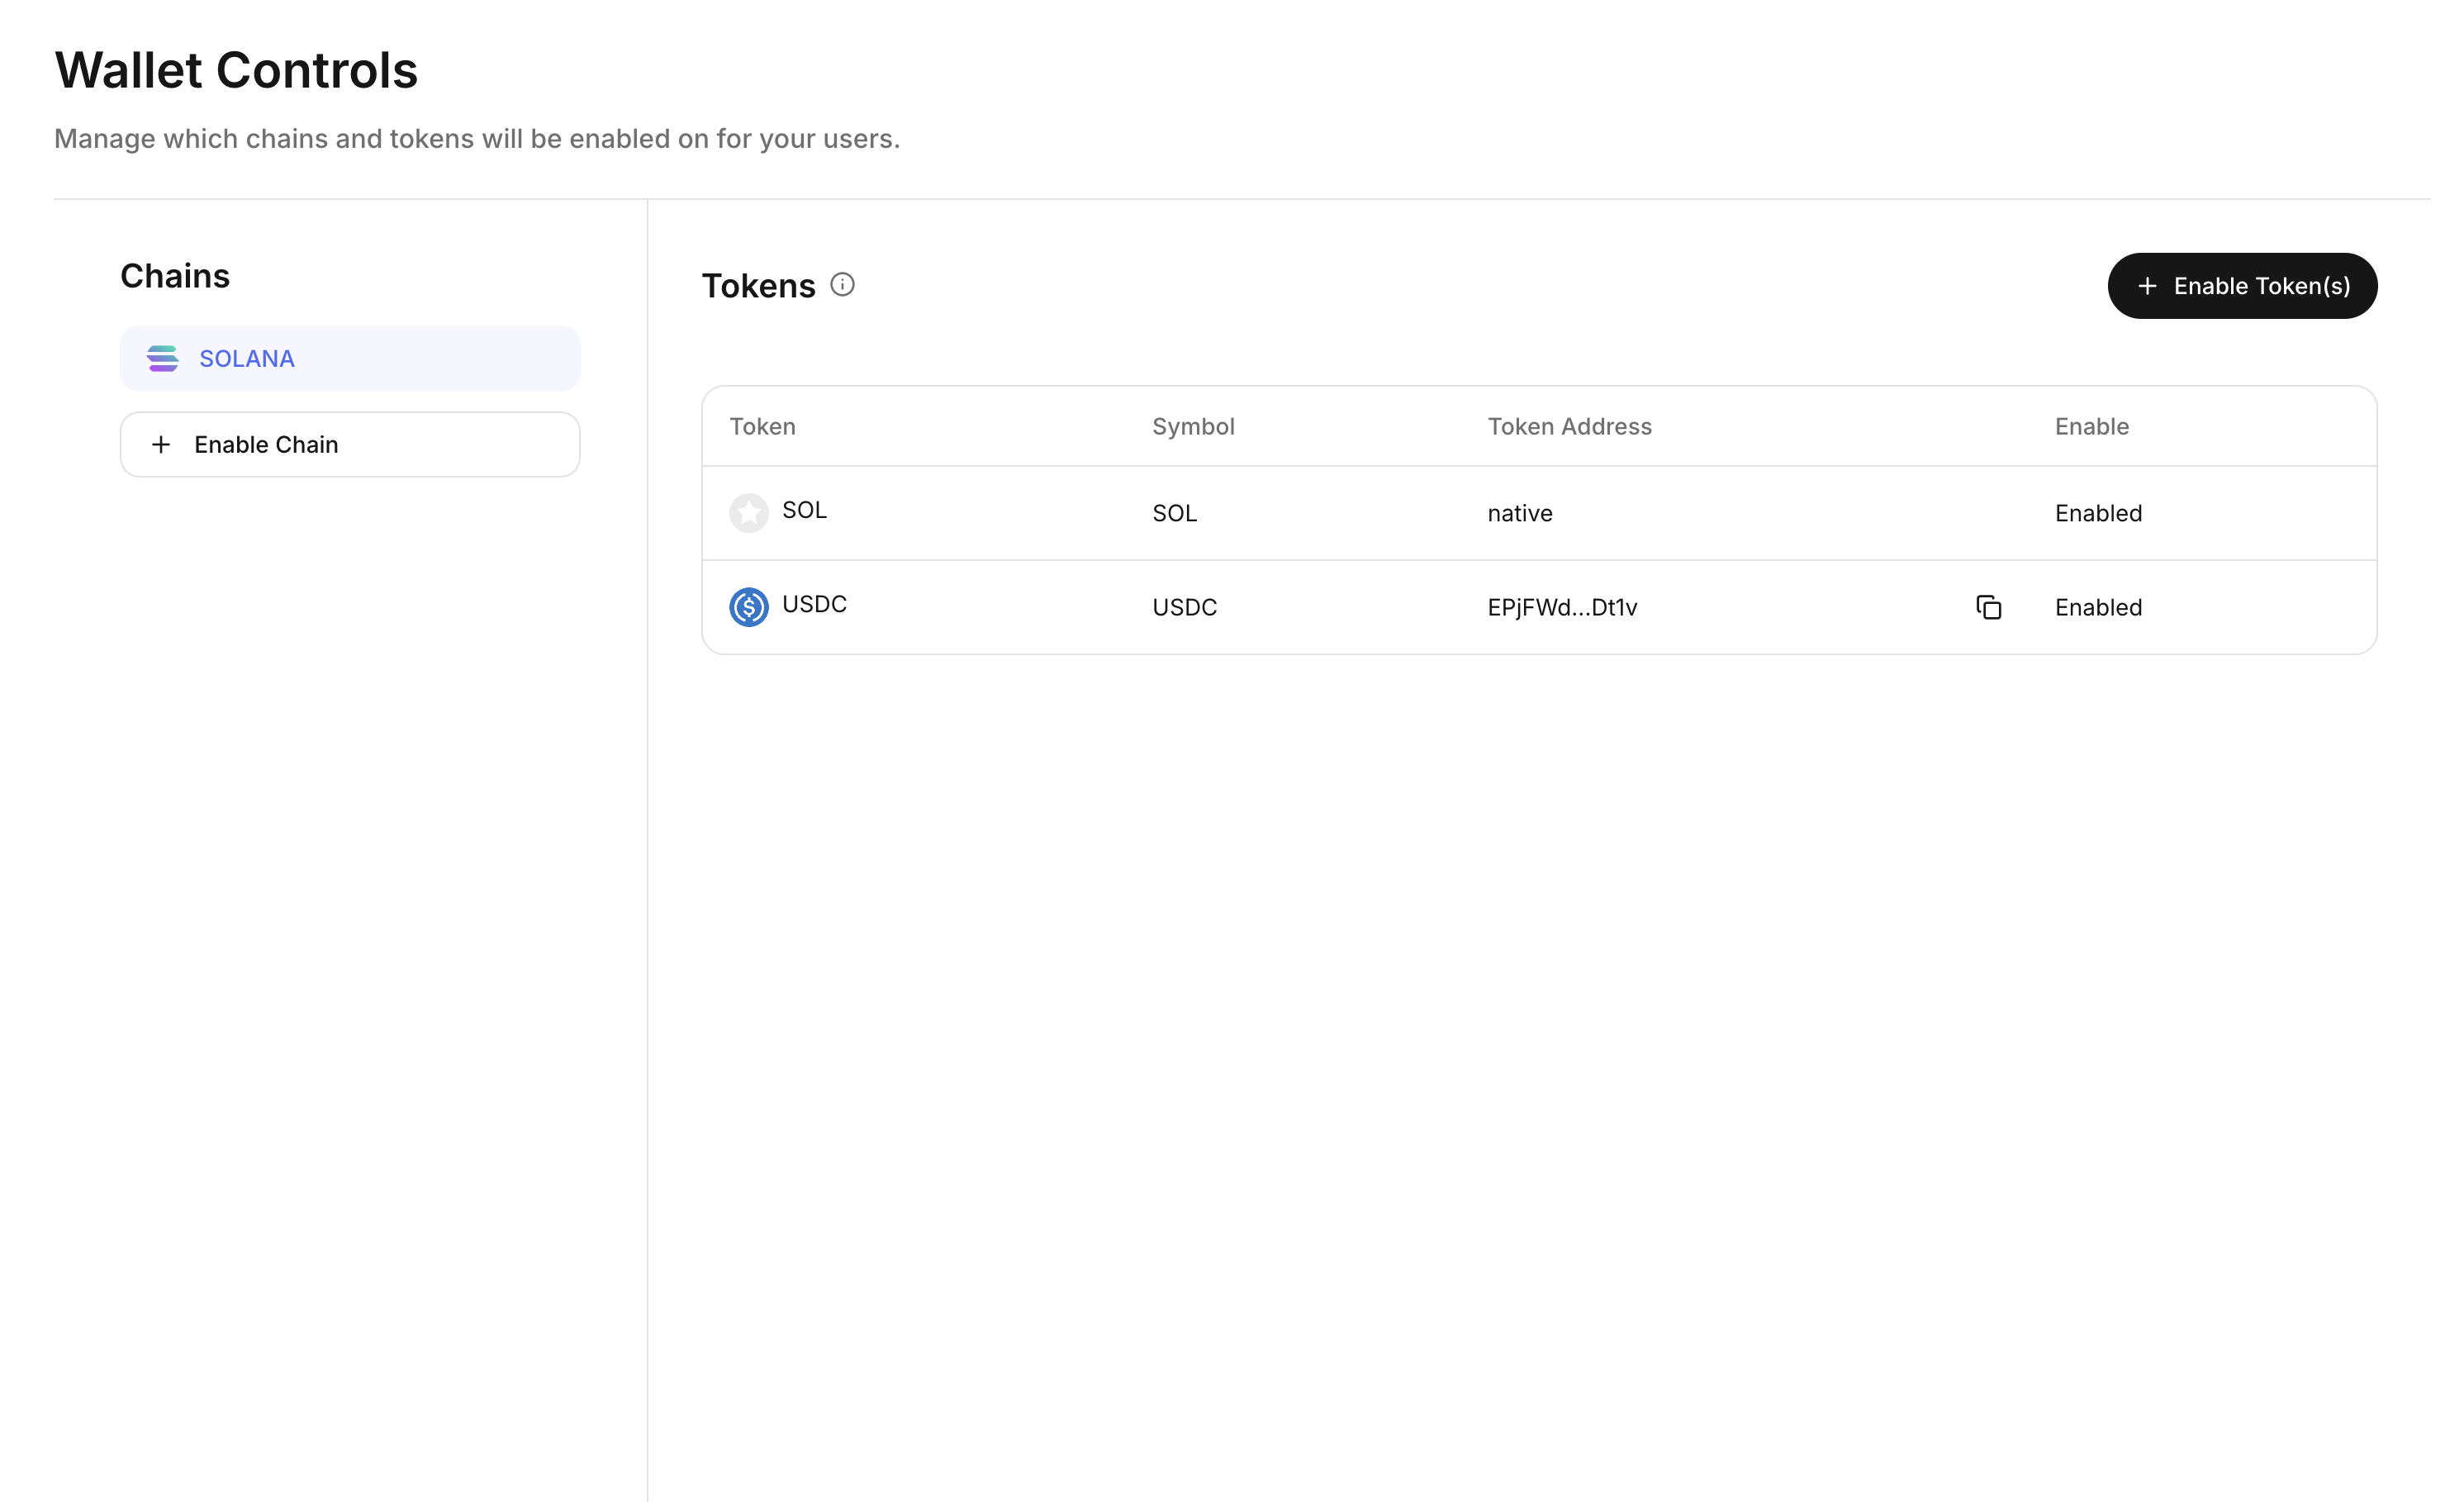 Wallet Controls
Manage which chains and tokens will be enabled on for your users.
Chains
SOLANA
Enable Chain
Tokens
Enable Token(s)
Token Symbol Token Address Enable
SOL SOL native Enabled
USDC USDC EPjFWd...Dt1v Enabled